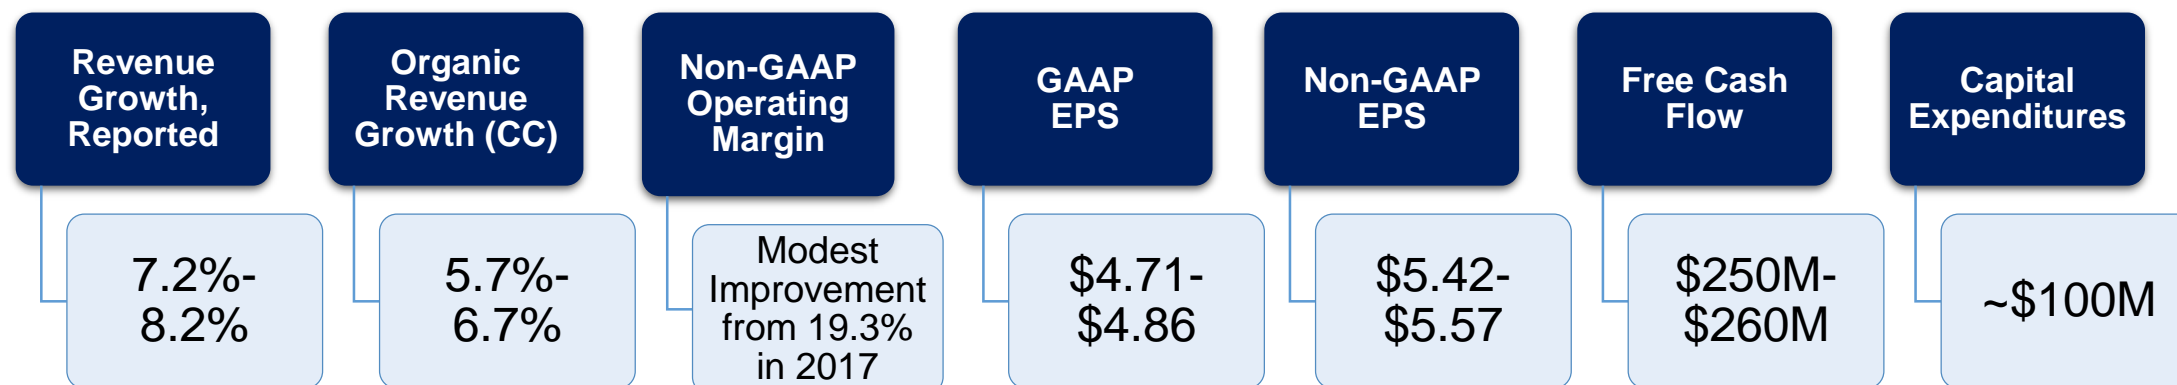 Revenue
Growth,
Reported
7.2%-
8.2%
Organic
Revenue
Growth (CC)
5.7%-
6.7%
Non-GAAP
Operating
Margin
Modest
Improvement
from 19.3%
in 2017
GAAP
EPS
$4.71-
$4.86
Non-GAAP
EPS
$5.42-
$5.57
Free Cash
Flow
$250M-
$260M
Capital
Expenditures
~$100M